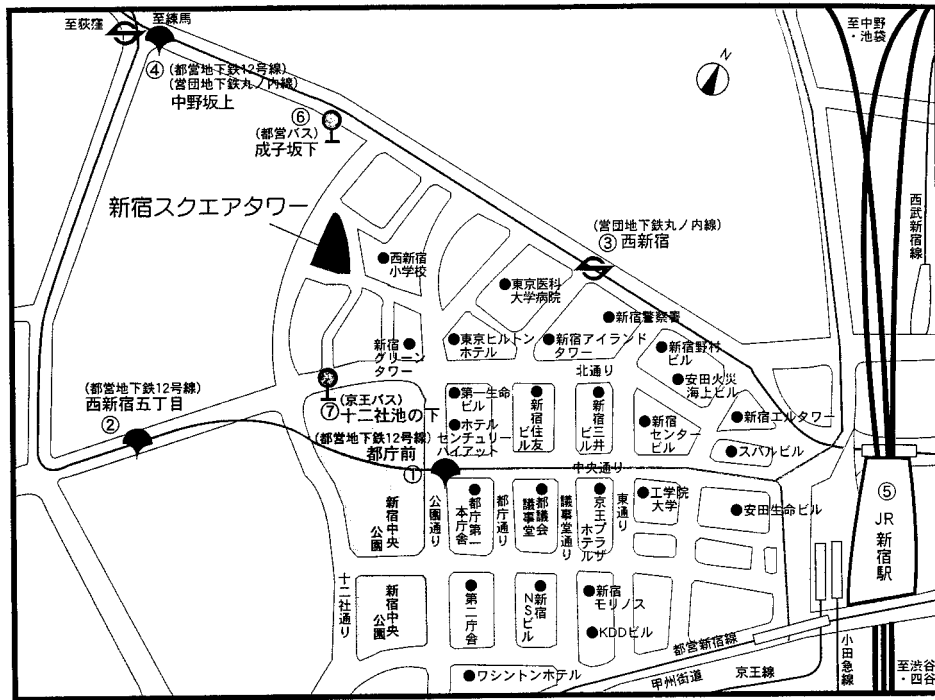 至荻窪
至練馬
④
(都営地下鉄12号線)
(営団地下鉄丸ノ内線)
中野坂上
⑥
(都営バス)
成子坂下
N
至中野
・池袋
西武新宿線
新宿スクエアタワー
(営団地下鉄丸ノ内線)
③西新宿
西新宿
小学校
東京医科
大学病院
新宿警察署
新宿
グリーン
タワー
東京ヒルトン
ホテル
新宿アイランド
タワー
新宿野村
ビル
北通り
安田火災
海上ビル
(都営地下鉄12号線)
西新宿五丁目
②
(京王バス)
⑦十二社池の下
第一生命
ビル
ホテル
センチュリー
ハイアット
新宿住友
ビル
新宿三井
ビル
新宿
センター
ビル
新宿エルタワー
スバルビル
(都営地下鉄12号線)
都庁前
①
中央通り
新宿中央
公園
公園通り
都庁第一
本庁舎
都庁通り
都議会
議事堂
議事堂通り
京王プラザ
ホテル
東通り
工学院
大学
安田生命ビル
⑤
JR新宿駅
十二社通り
新宿中央
公園
第二庁舎
新宿
NSビル
新宿
モリノス
KDDビル
ワシントンホテル
都営新宿線
甲州街道
京王線
小田急線
至渋谷
・四谷